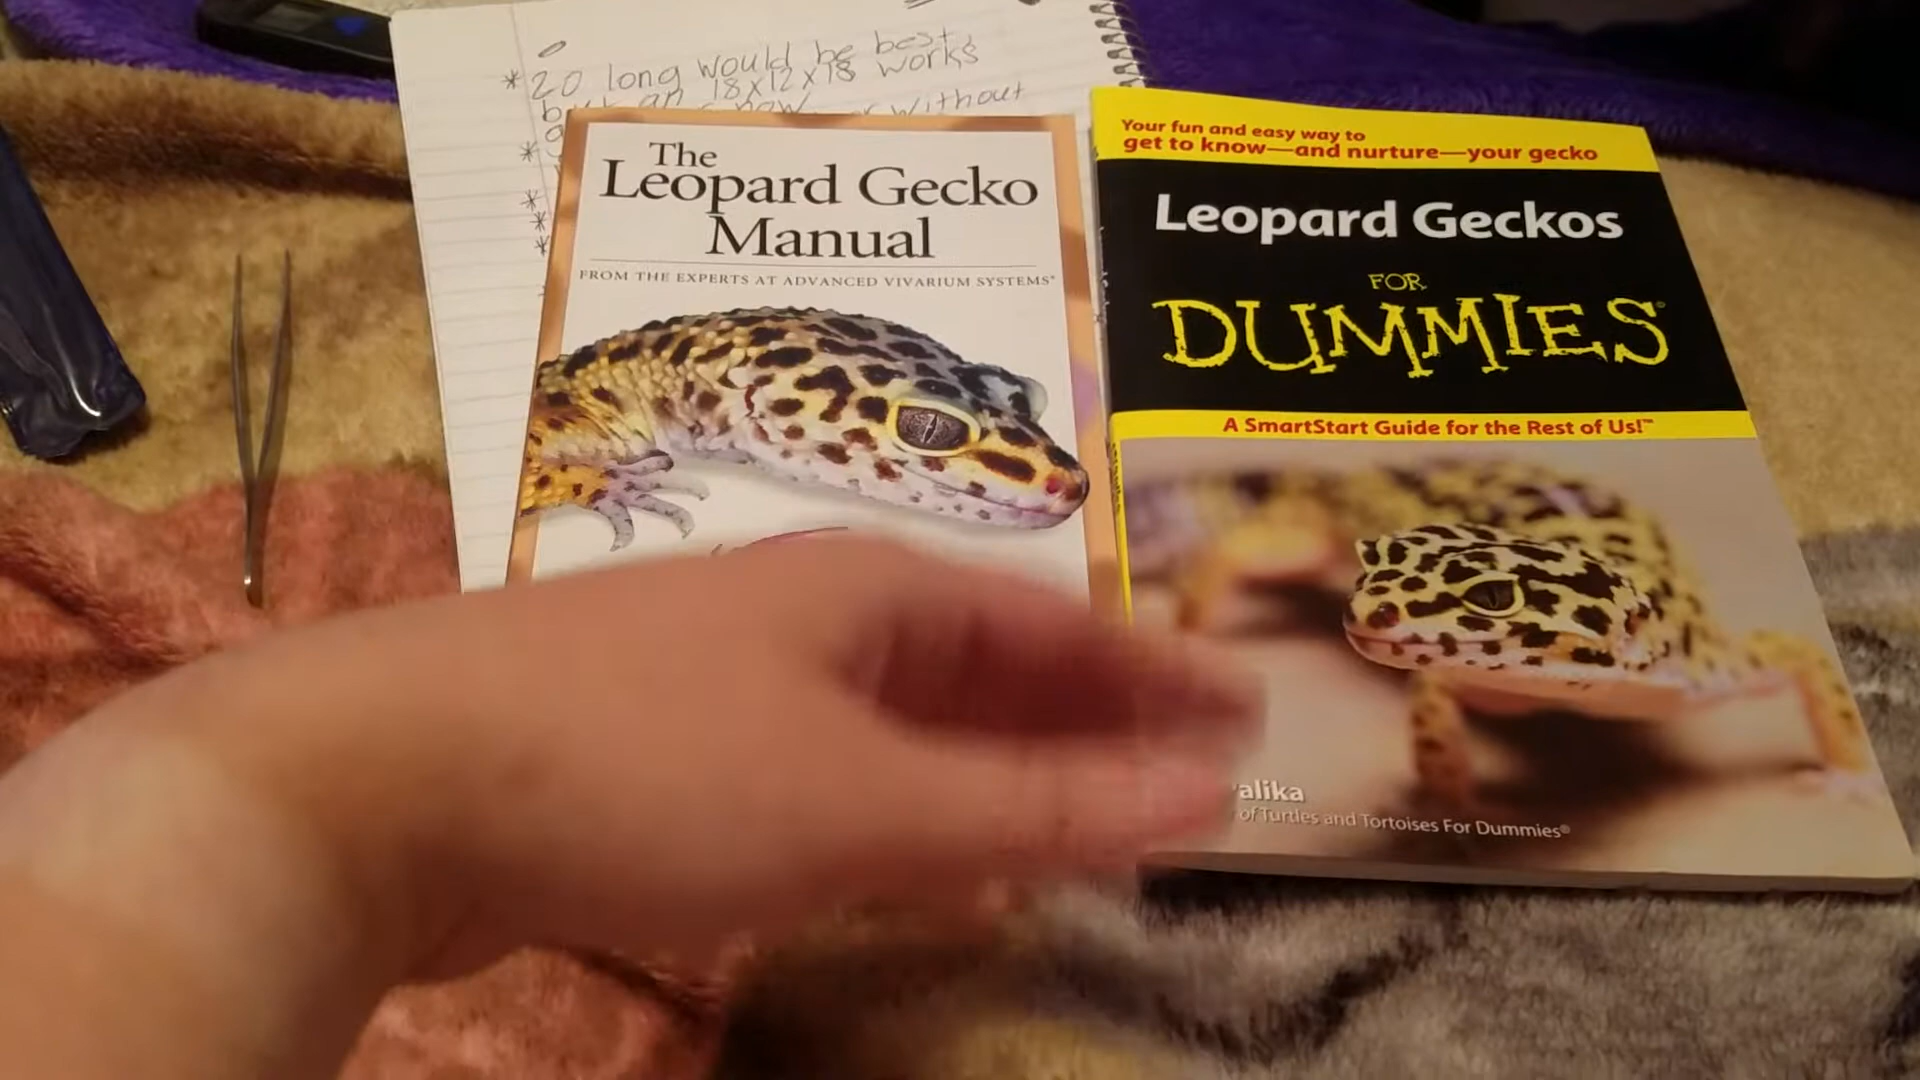 *20 long would be best,
18x12x18 works
without
*
*
*
*
The
Leopard Gecko
Manual
FROM THE EXPERTS AT ADVANCED VIVARIUM SYSTEMS®
Your fun and easy way to
get to know—and nurture—your gecko
Leopard Geckos
FOR
DUMMIES®
A SmartStart Guide for the Rest of Us!™
alika
of Turtles and Tortoises For Dummies®